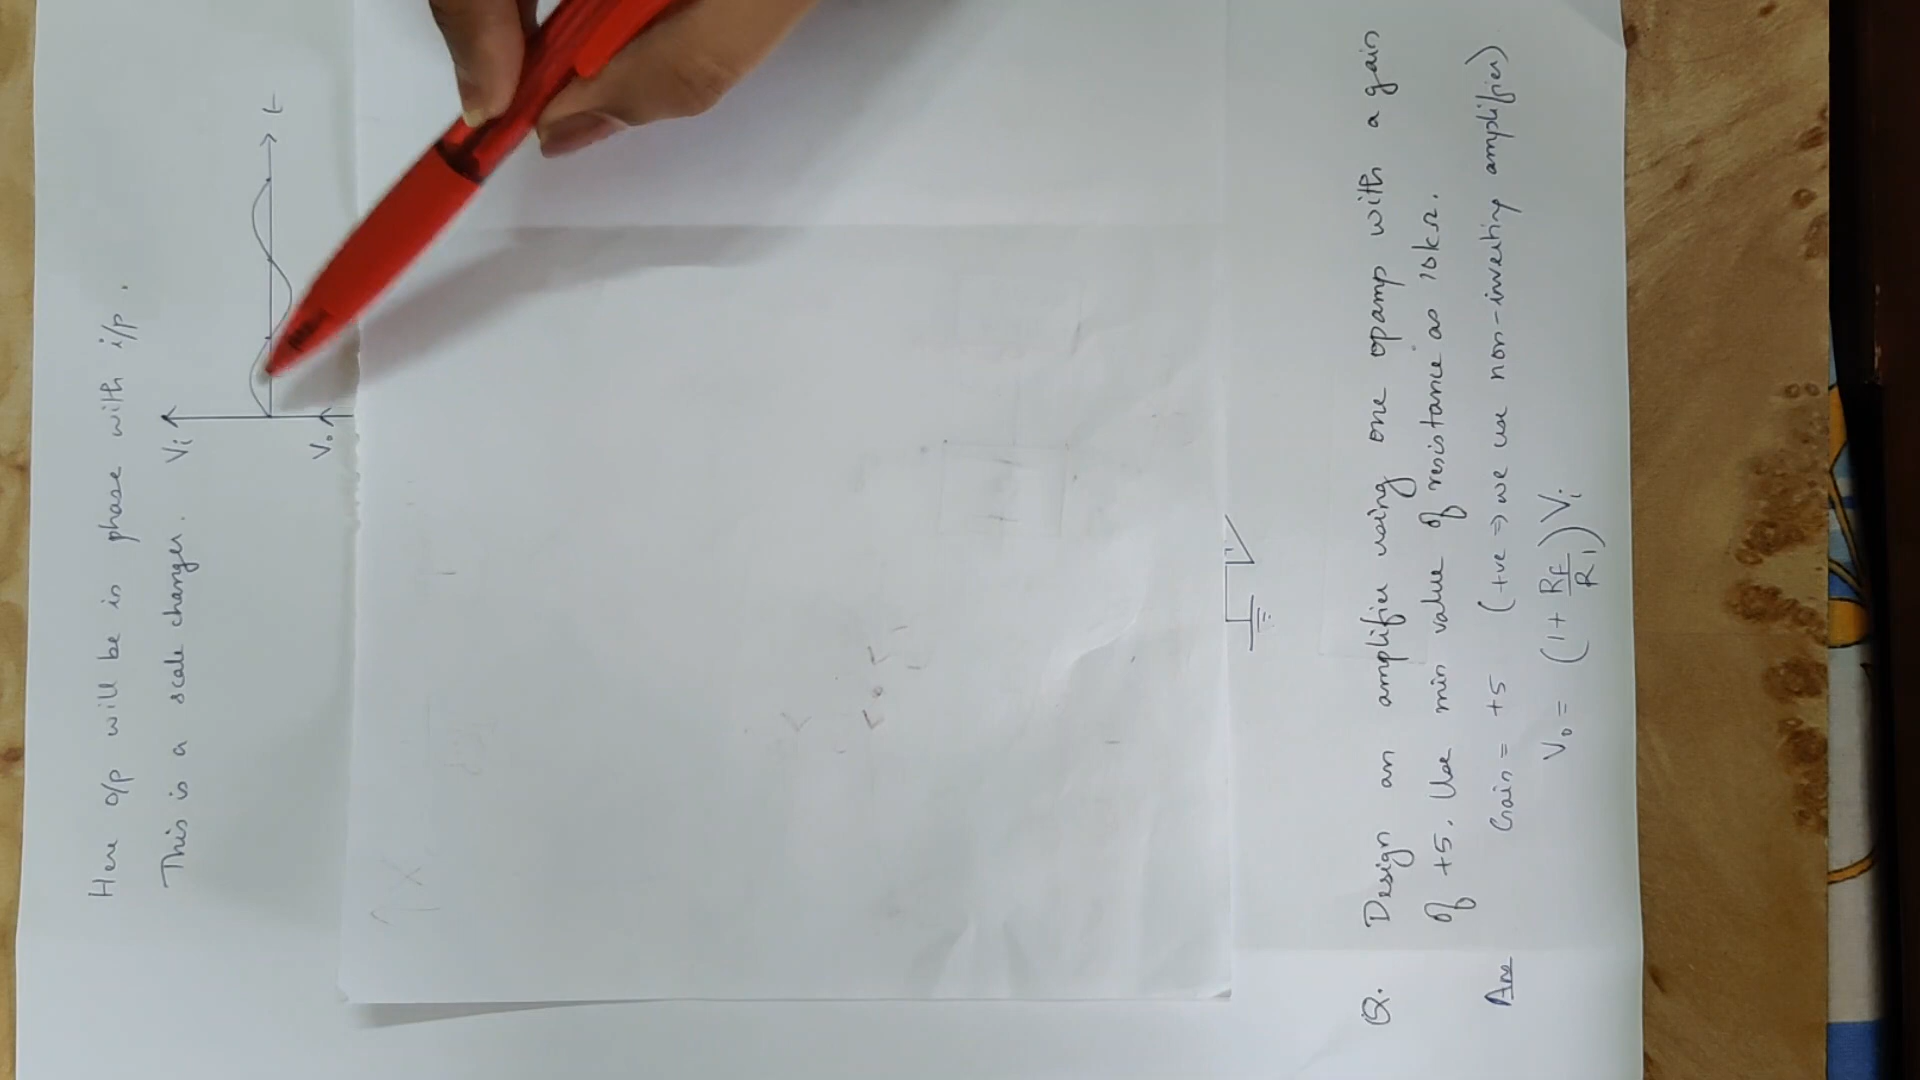 Here o/p will be in phase with i/p.
This is a scale changer.
Vi
t
Vo
Q. Design an amplifier using one opamp with a gain
of +5. Use min value of resistance as 10kΩ.
Ans Gain = +5 (+ve ⇒ we use non-inverting amplifier)
Vo = (1 + RF/R1) Vi